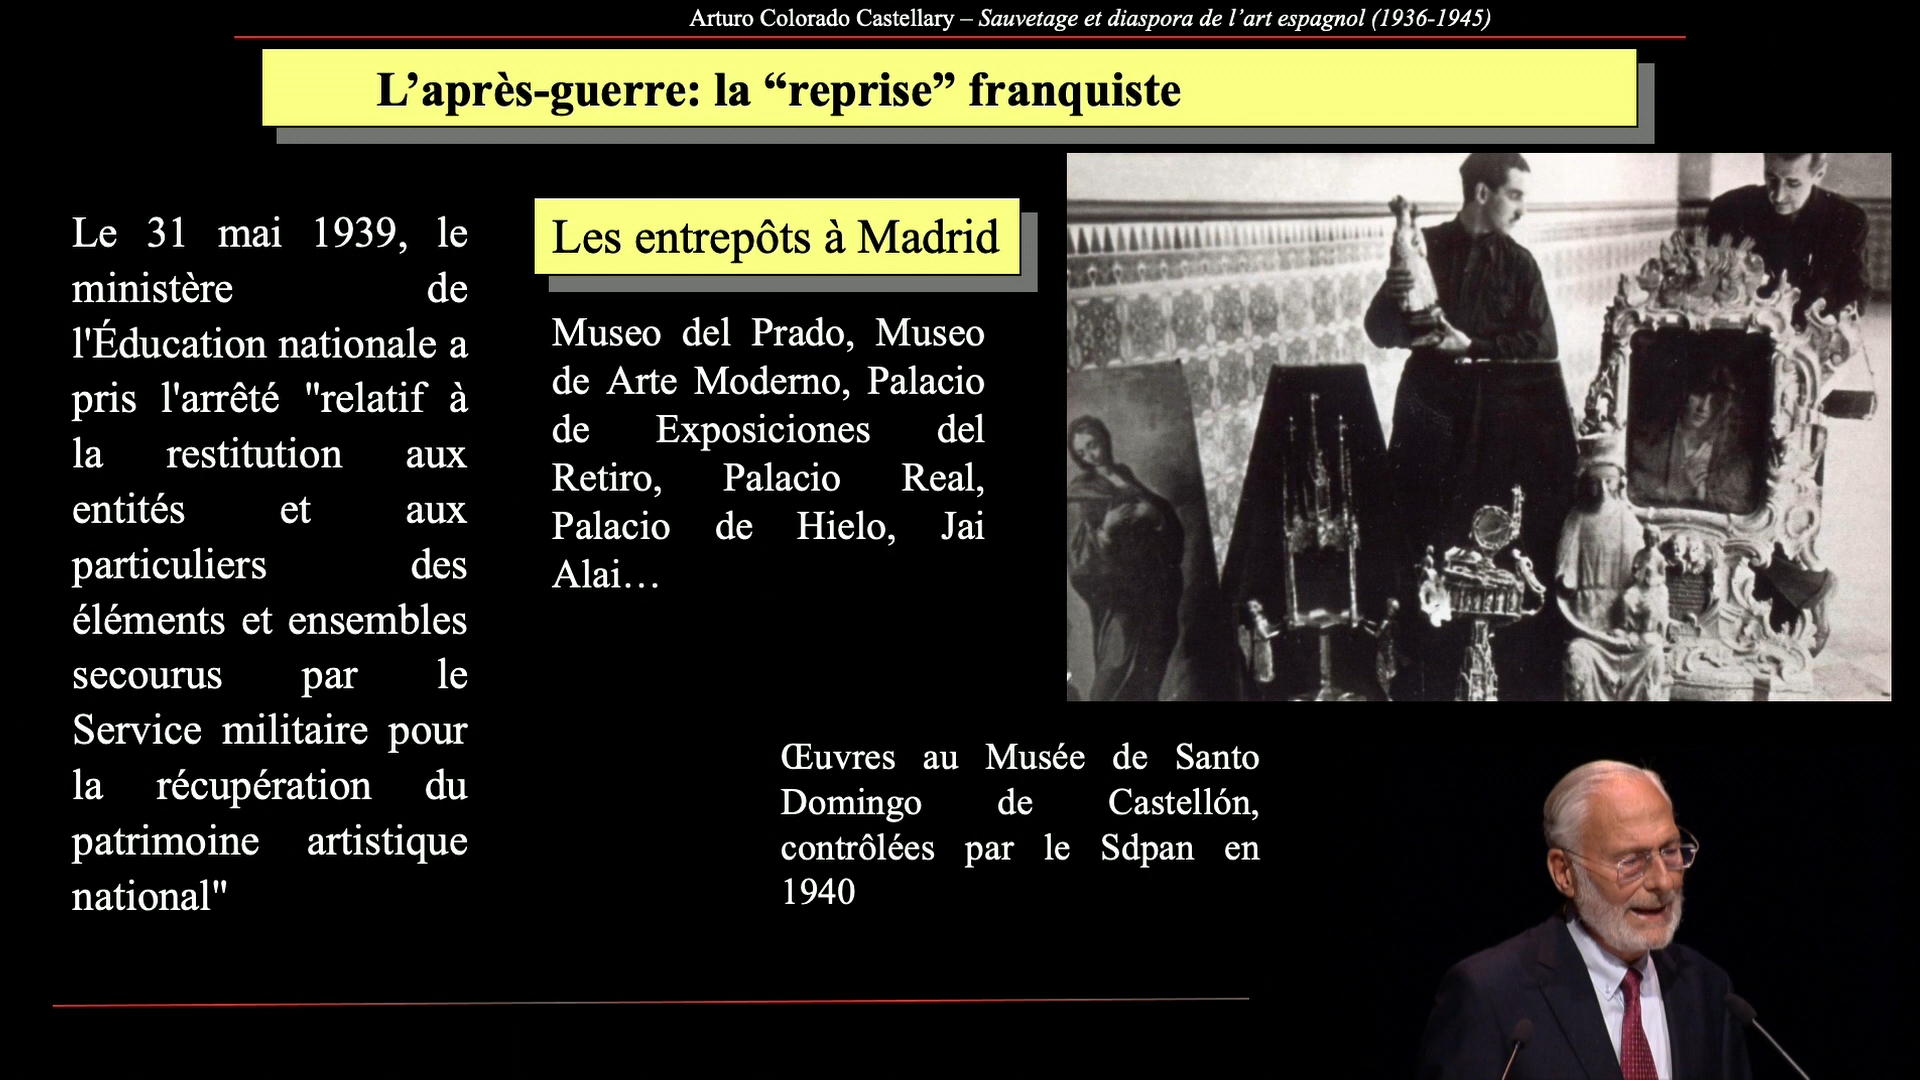 Arturo Colorado Castellary – Sauvetage et diaspora de l’art espagnol (1936-1945)
L’après-guerre: la “reprise” franquiste
Le 31 mai 1939, le
ministère de
l'Éducation nationale a
pris l'arrêté "relatif à
la restitution aux
entités et aux
particuliers des
éléments et ensembles
secourus par le
Service militaire pour
la récupération du
patrimoine artistique
national"
Les entrepôts à Madrid
Museo del Prado, Museo
de Arte Moderno, Palacio
de Exposiciones del
Retiro, Palacio Real,
Palacio de Hielo, Jai
Alai…
Œuvres au Musée de Santo
Domingo de Castellón,
contrôlées par le Sdpan en
1940